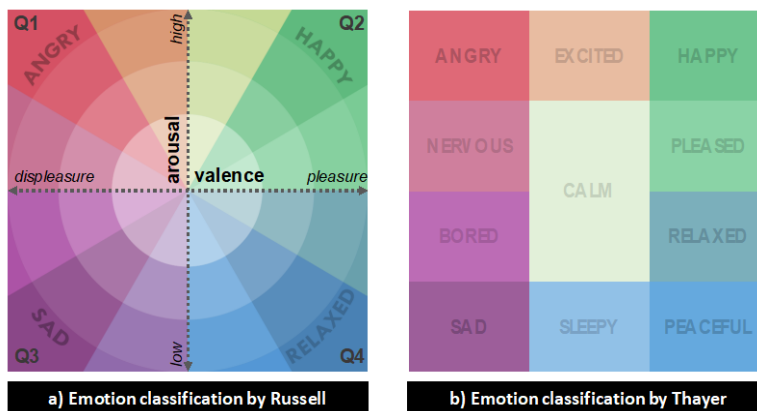 Q1
high
Q2
ANGRY
HAPPY
arousal
displeasure
valence
pleasure
SAD
RELAXED
Q3
low
Q4
a) Emotion classification by Russell
ANGRY EXCITED HAPPY
NERVOUS PLEASED
CALM
BORED RELAXED
SAD SLEEPY PEACEFUL
b) Emotion classification by Thayer